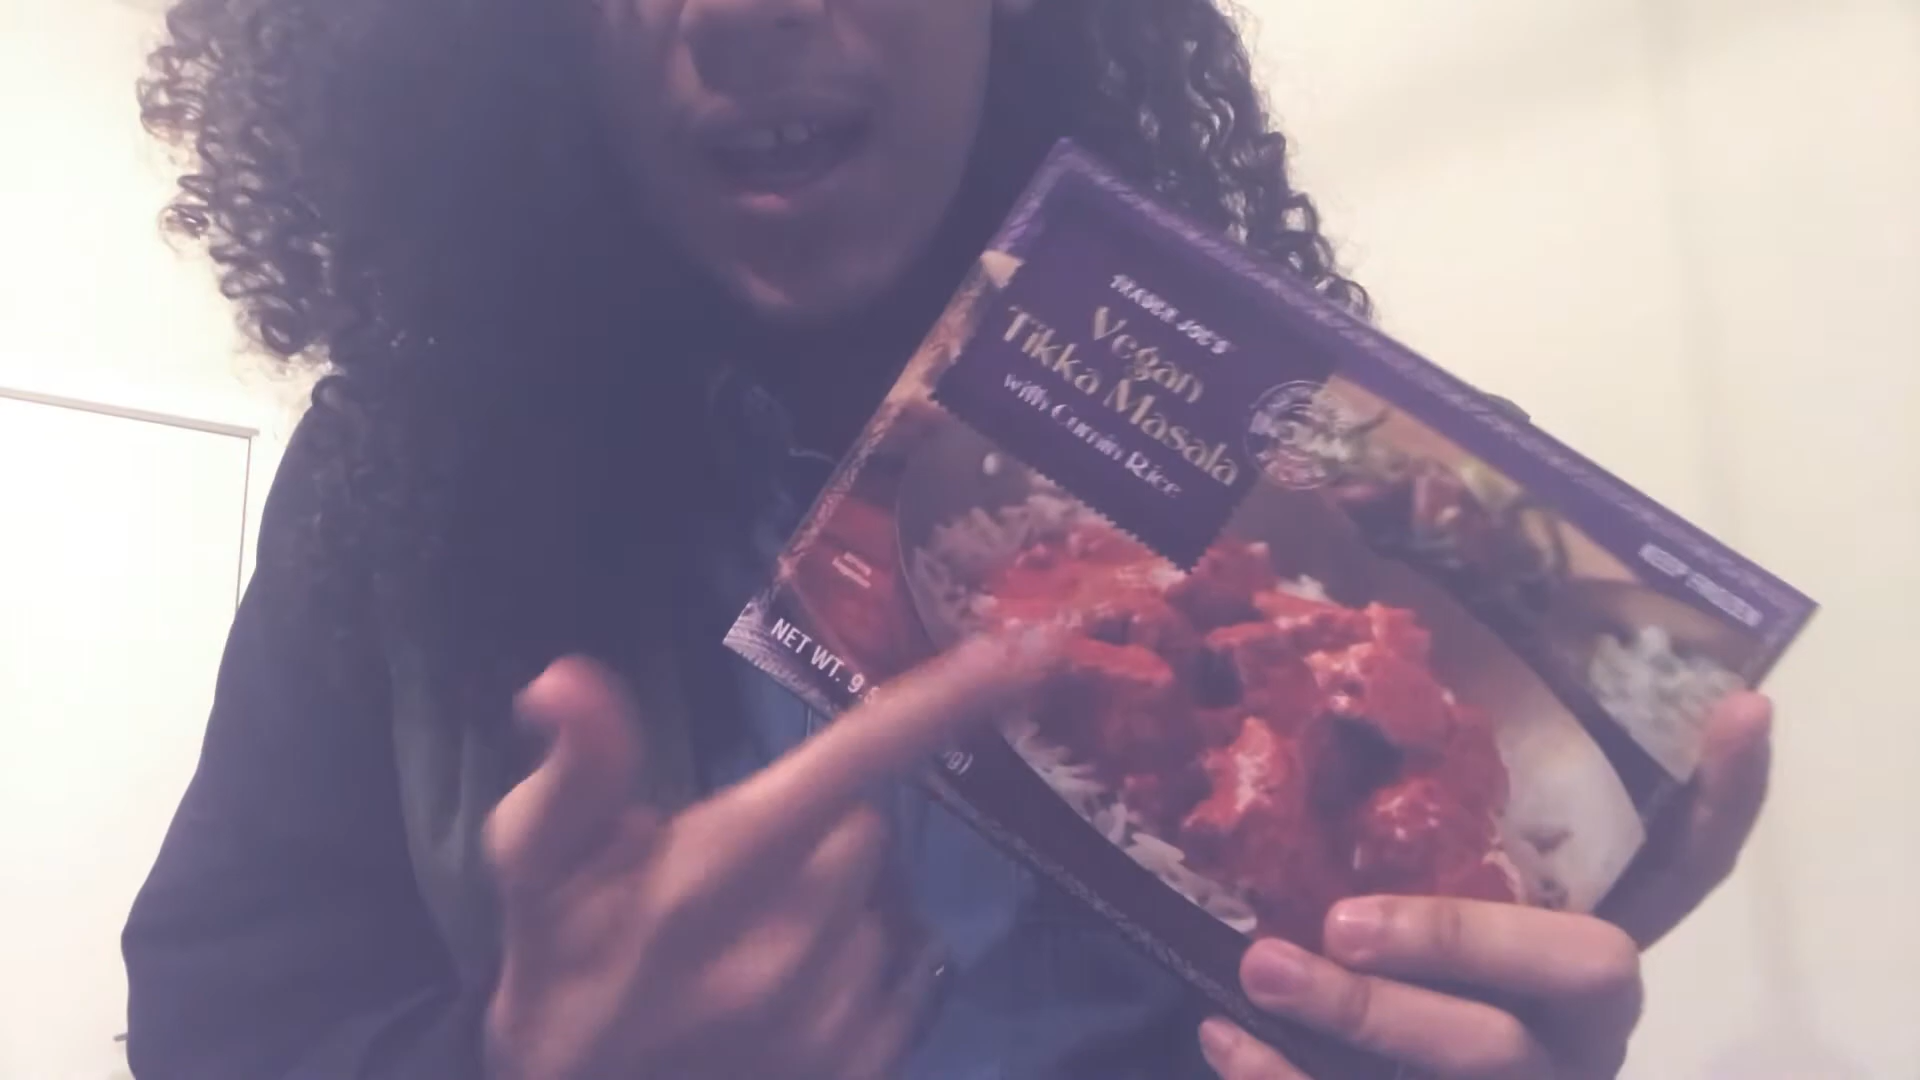 TRADER JOE'S
Vegan
Tikka Masala
with Cumin Rice
NET WT. 9.
g)